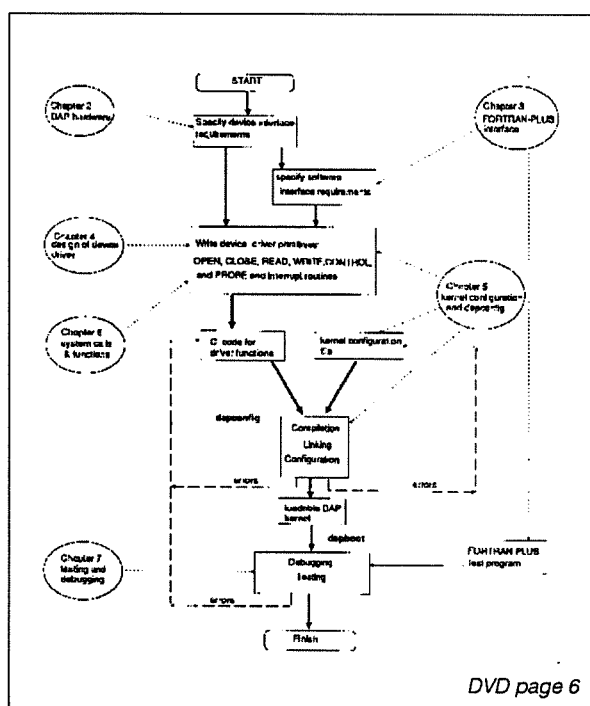 START
Chapter 2
DAP hardware
Chapter 3
FORTRAN-PLUS
interface
Specify device interface
requirements
specify software
interface requirements
Chapter 4
design of device
driver
Write device driver primitives
OPEN, CLOSE, READ, WRITE, CONTROL
and PROBE and interrupt routines
Chapter 5
kernel configuration
and dapconfig
Chapter 6
system calls
& functions
C code for
driver functions
kernel configuration
file
dapconfig
Compilation
Linking
Configuration
errors
errors
loadable DAP
kernel
dapboot
Chapter 7
testing and
debugging
Debugging
Testing
FORTRAN PLUS
test program
errors
Finish
DVD page 6